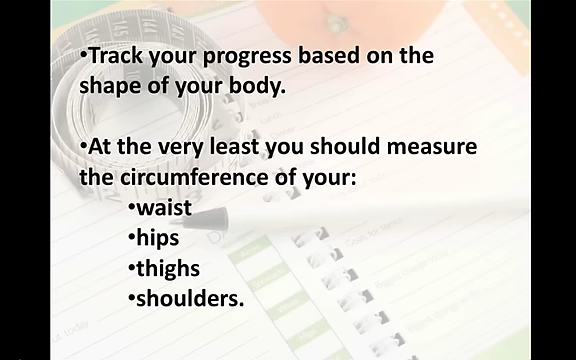 •Track your progress based on the
shape of your body.
•At the very least you should measure
the circumference of your:
•waist
•hips
•thighs
•shoulders.